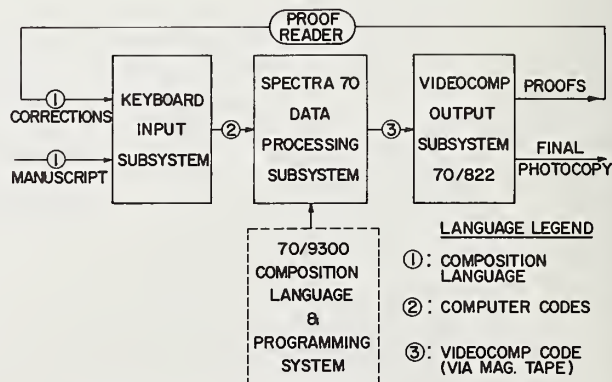 PROOF
READER
①
CORRECTIONS
①
MANUSCRIPT
KEYBOARD
INPUT
SUBSYSTEM
②
SPECTRA 70
DATA
PROCESSING
SUBSYSTEM
③
VIDEOCOMP
OUTPUT
SUBSYSTEM
70/822
PROOFS
FINAL
PHOTOCOPY
70/9300
COMPOSITION
LANGUAGE
&
PROGRAMMING
SYSTEM
LANGUAGE LEGEND
①: COMPOSITION
LANGUAGE
②: COMPUTER CODES
③: VIDEOCOMP CODE
(VIA MAG. TAPE)